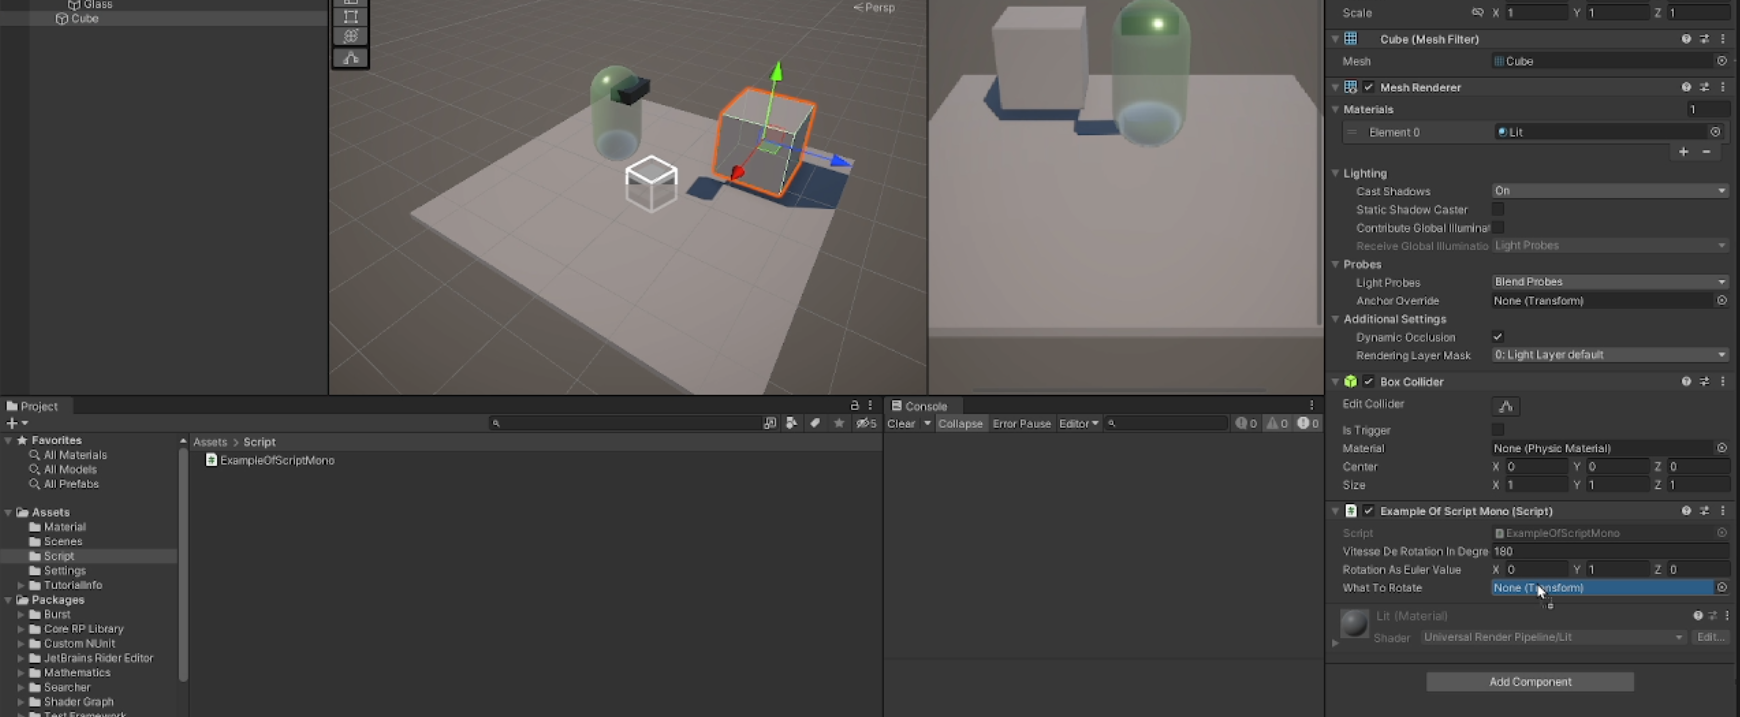 Glass
Cube
Persp
Project
5
Favorites
All Materials
All Models
All Prefabs
Assets
Material
Scenes
Script
Settings
TutorialInfo
Packages
Burst
Core RP Library
Custom NUnit
JetBrains Rider Editor
Mathematics
Searcher
Shader Graph
Test Framework
Assets > Script
ExampleOfScriptMono
Console
Clear Collapse Error Pause Editor 0 0 0
Scale X 1 Y 1 Z 1
Cube (Mesh Filter)
Mesh Cube
Mesh Renderer
Materials 1
Element 0 Lit
Lighting
Cast Shadows On
Static Shadow Caster
Contribute Global Illuminat
Receive Global Illuminatio Light Probes
Probes
Light Probes Blend Probes
Anchor Override None (Transform)
Additional Settings
Dynamic Occlusion
Rendering Layer Mask 0: Light Layer default
Box Collider
Edit Collider
Is Trigger
Material None (Physic Material)
Center X 0 Y 0 Z 0
Size X 1 Y 1 Z 1
Example Of Script Mono (Script)
Script ExampleOfScriptMono
Vitesse De Rotation In Degre 180
Rotation As Euler Value X 0 Y 1 Z 0
What To Rotate None (Transform)
Lit (Material)
Shader Universal Render Pipeline/Lit Edit...
Add Component